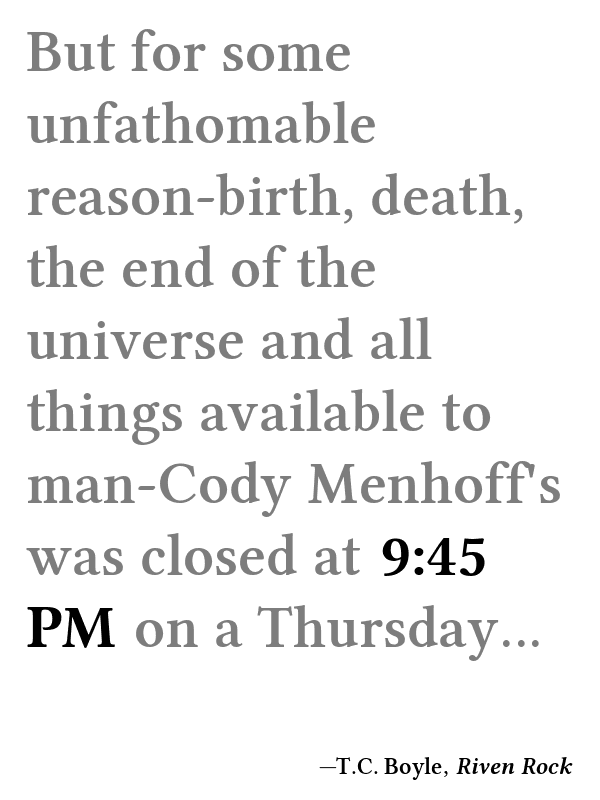 But for some
unfathomable
reason-birth, death,
the end of the
universe and all
things available to
man-Cody Menhoff's
was closed at 9:45
PM on a Thursday...
—T.C. Boyle, Riven Rock